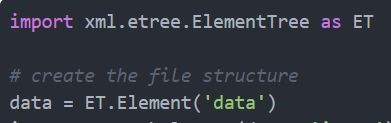 import xml.etree.ElementTree as ET
# create the file structure
data = ET.Element('data')